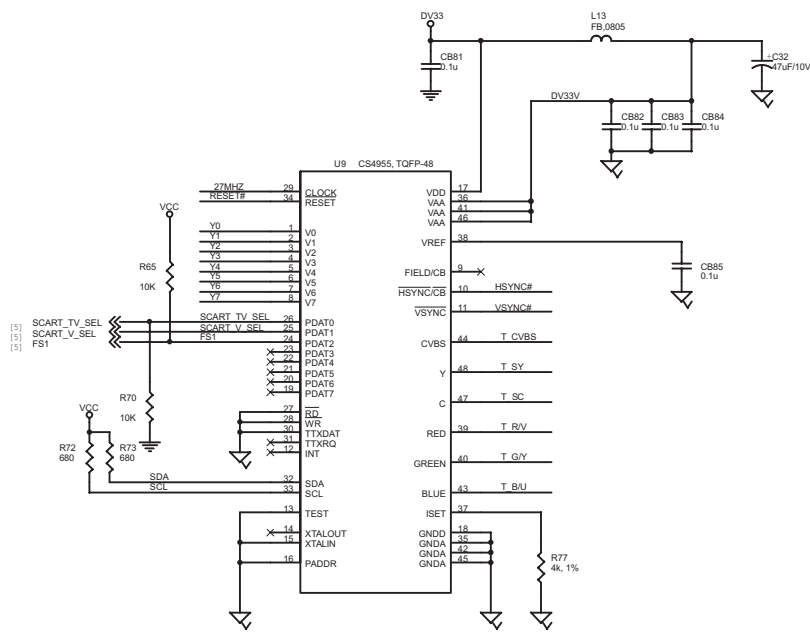 DV33
L13
FB,0805
CB81
0.1u
+C32
47uF/10V
DV33V
CB82
0.1u
CB83
0.1u
CB84
0.1u
U9 CS4955, TQFP-48
27MHZ 29 CLOCK
RESET# 34 RESET
VDD 17
VAA 36
VAA 41
VAA 46
VCC
Y0 1 V0
Y1 2 V1
Y2 3 V2
Y3 4 V3
Y4 5 V4
Y5 6 V5
Y6 7 V6
Y7 8 V7
VREF 38
CB85
0.1u
R65
10K
FIELD/CB 9
HSYNC/CB 10 HSYNC#
VSYNC 11 VSYNC#
[5] SCART_TV_SEL SCART_TV_SEL 26 PDAT0
[5] SCART_V_SEL SCART_V_SEL 25 PDAT1
[5] FS1 FS1 24 PDAT2
23 PDAT3
22 PDAT4
21 PDAT5
20 PDAT6
19 PDAT7
CVBS 44 T_CVBS
Y 48 T_SY
C 47 T_SC
R70
10K
27 RD
28 WR
30 TTXDAT
31 TTXRQ
12 INT
RED 39 T_R/V
GREEN 40 T_G/Y
BLUE 43 T_B/U
VCC
R72
680
R73
680
SDA 32 SDA
SCL 33 SCL
13 TEST
14 XTALOUT
15 XTALIN
16 PADDR
ISET 37
GNDD 18
GNDA 35
GNDA 42
GNDA 45
R77
4k, 1%